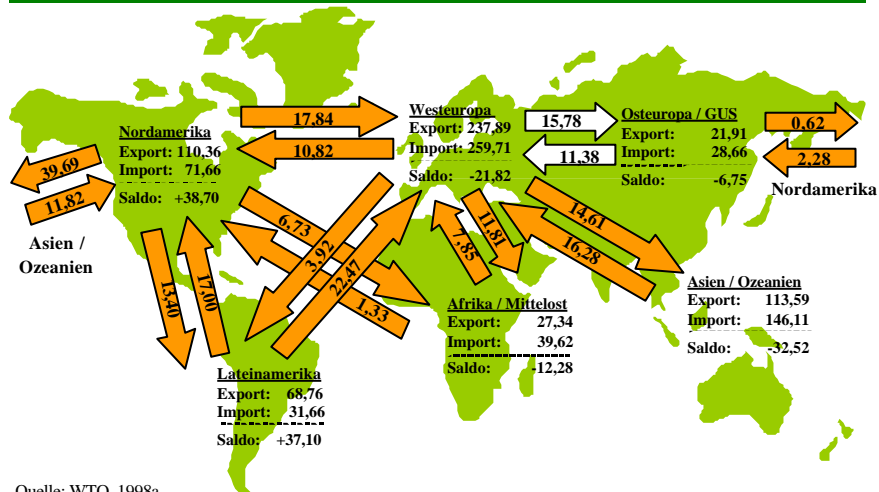 17,84
10,82
Westeuropa
Export: 237,89
Import: 259,71
Saldo: -21,82
15,78
11,38
Osteuropa / GUS
Export: 21,91
Import: 28,66
Saldo: -6,75
0,62
2,28
Nordamerika
Nordamerika
Export: 110,36
Import: 71,66
Saldo: +38,70
39,69
11,82
Asien /
Ozeanien
6,73
1,33
3,92
22,47
7,85
11,81
14,61
16,28
13,40
17,00
Asien / Ozeanien
Export: 113,59
Import: 146,11
Saldo: -32,52
Afrika / Mittelost
Export: 27,34
Import: 39,62
Saldo: -12,28
Lateinamerika
Export: 68,76
Import: 31,66
Saldo: +37,10
Quelle: WTO, 1998a